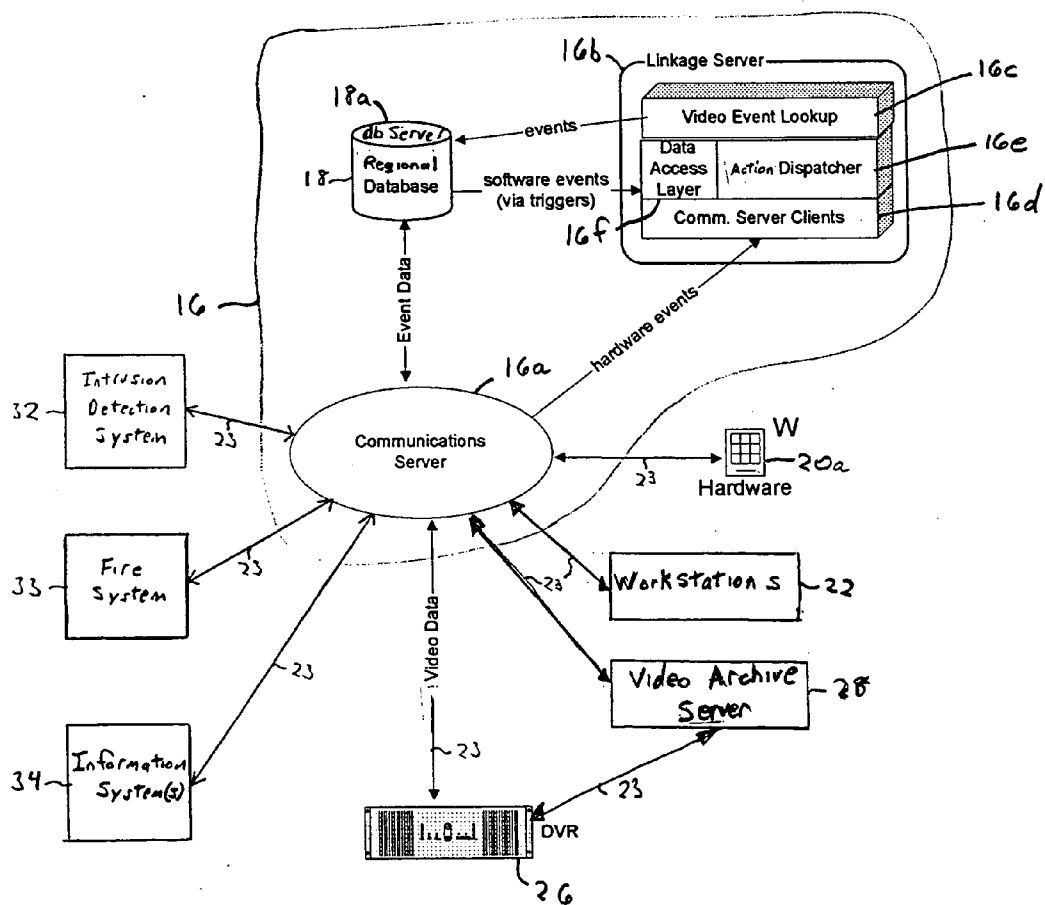 16b
Linkage Server
16c
Video Event Lookup
18a
db Server
events
Regional
Database
18
Data
Access
Layer
Action Dispatcher
16e
software events
(via triggers)
Comm. Server Clients
16d
16f
16
Event Data
hardware events
16a
Intrusion
Detection
System
32
23
Communications
Server
W
23
20a
Hardware
Fire
System
33
23
23
Workstations
22
Video Data
23
Video Archive
Server
28
23
Information
System(s)
34
23
DVR
26